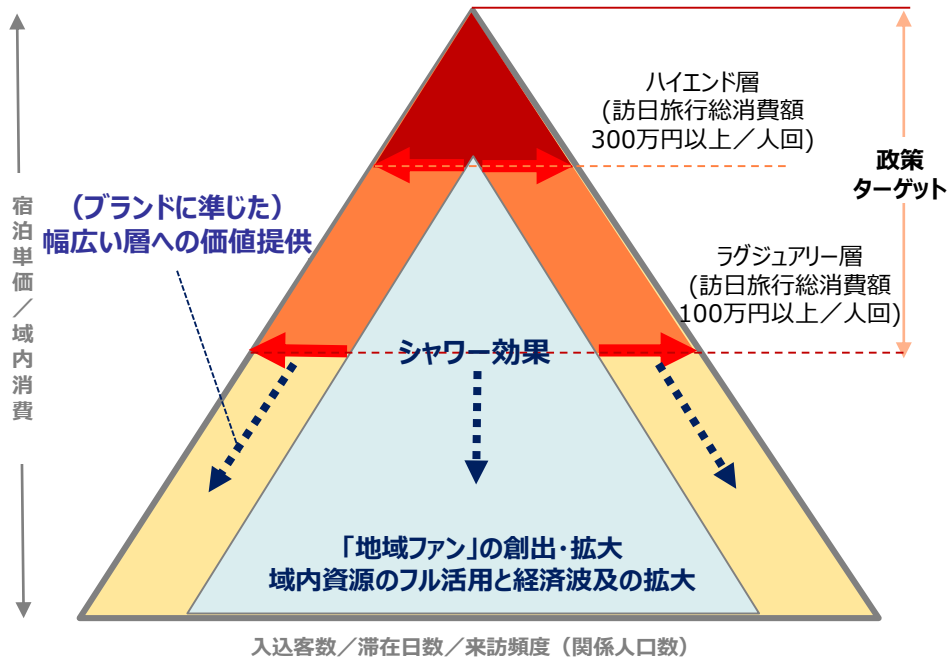 ハイエンド層
(訪日旅行総消費額
300万円以上／人回)
政策
ターゲット
宿泊単価／域内消費
（ブランドに準じた）
幅広い層への価値提供
ラグジュアリー層
(訪日旅行総消費額
100万円以上／人回)
シャワー効果
「地域ファン」の創出・拡大
域内資源のフル活用と経済波及の拡大
入込客数／滞在日数／来訪頻度（関係人口数）